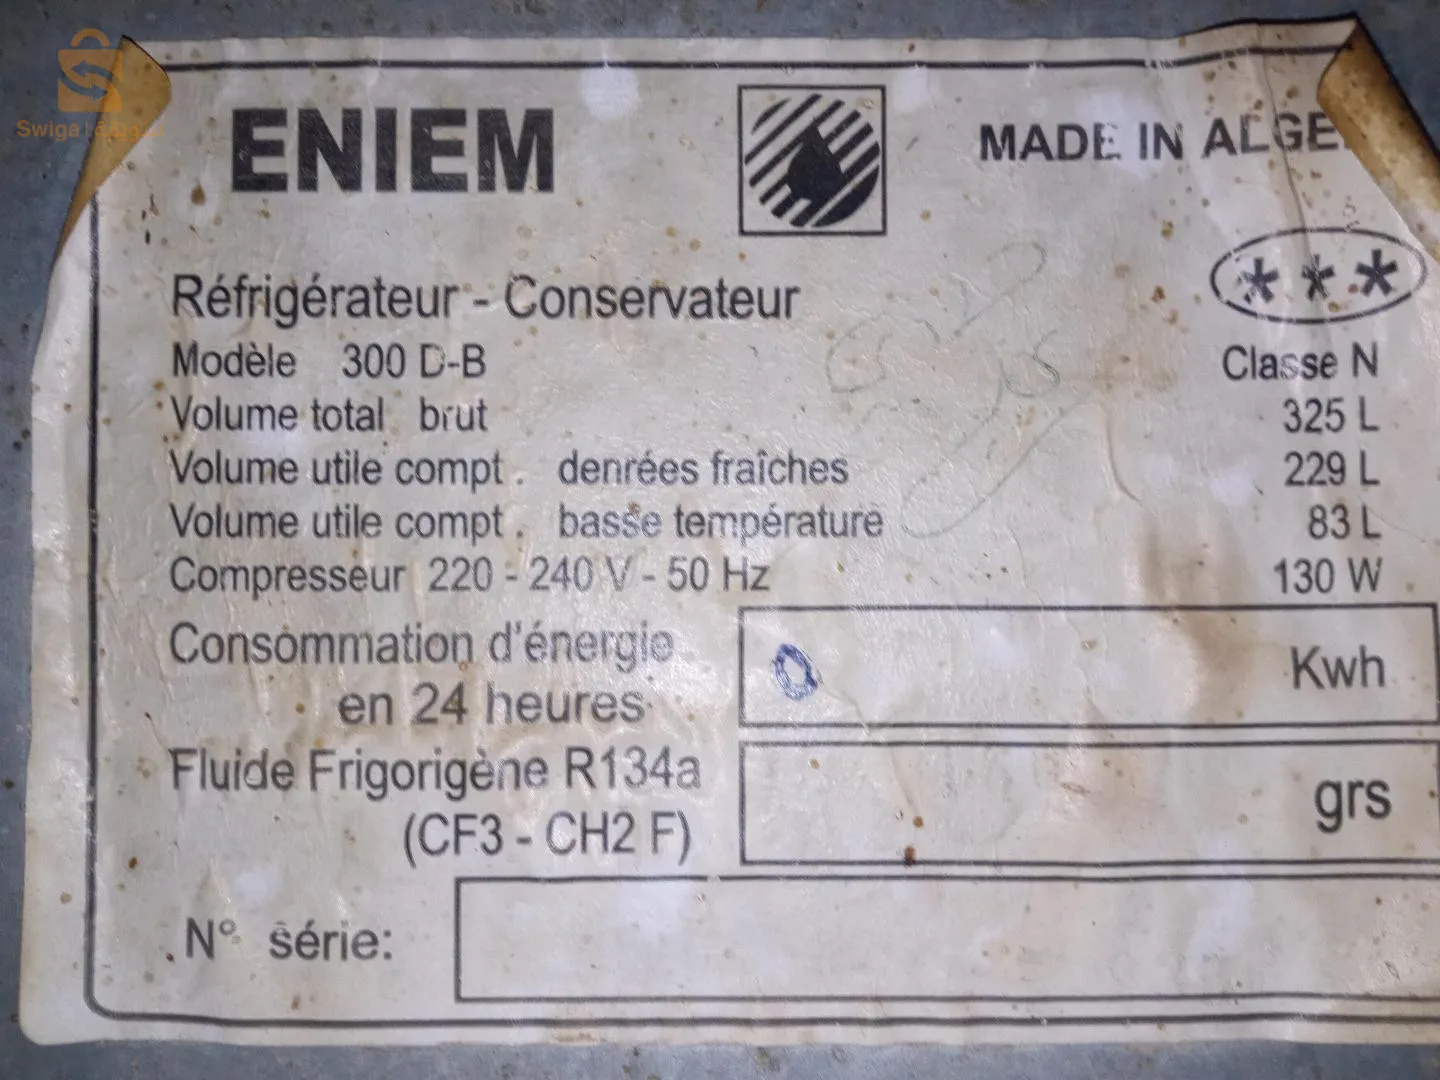 ENIEM
MADE IN ALGE
* * *
Réfrigérateur - Conservateur
Modèle 300 D-B Classe N
Volume total brut 325 L
Volume utile compt. denrées fraîches 229 L
Volume utile compt. basse température 83 L
Compresseur 220 - 240 V - 50 Hz 130 W
Consommation d'énergie
en 24 heures Kwh
Fluide Frigorigène R134a
(CF3 - CH2 F) grs
N° série:
Swiga